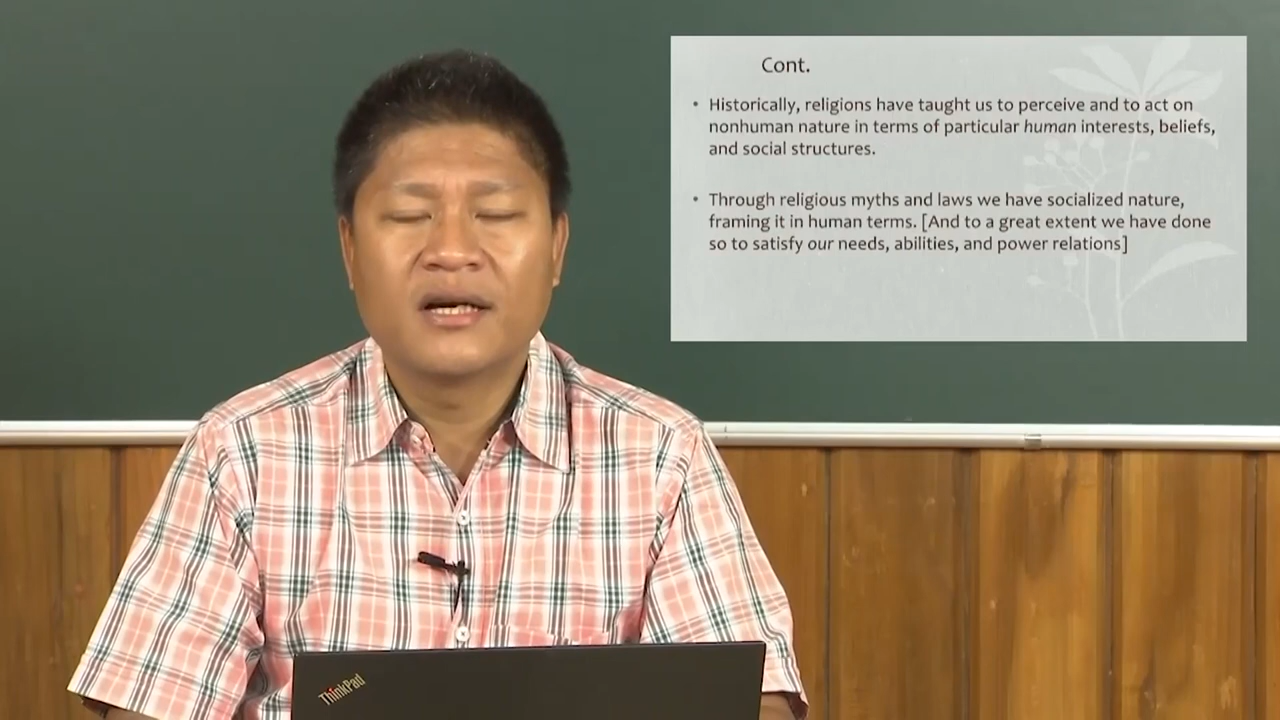 Cont.
• Historically, religions have taught us to perceive and to act on
nonhuman nature in terms of particular human interests, beliefs,
and social structures.
• Through religious myths and laws we have socialized nature,
framing it in human terms. [And to a great extent we have done
so to satisfy our needs, abilities, and power relations]
ThinkPad